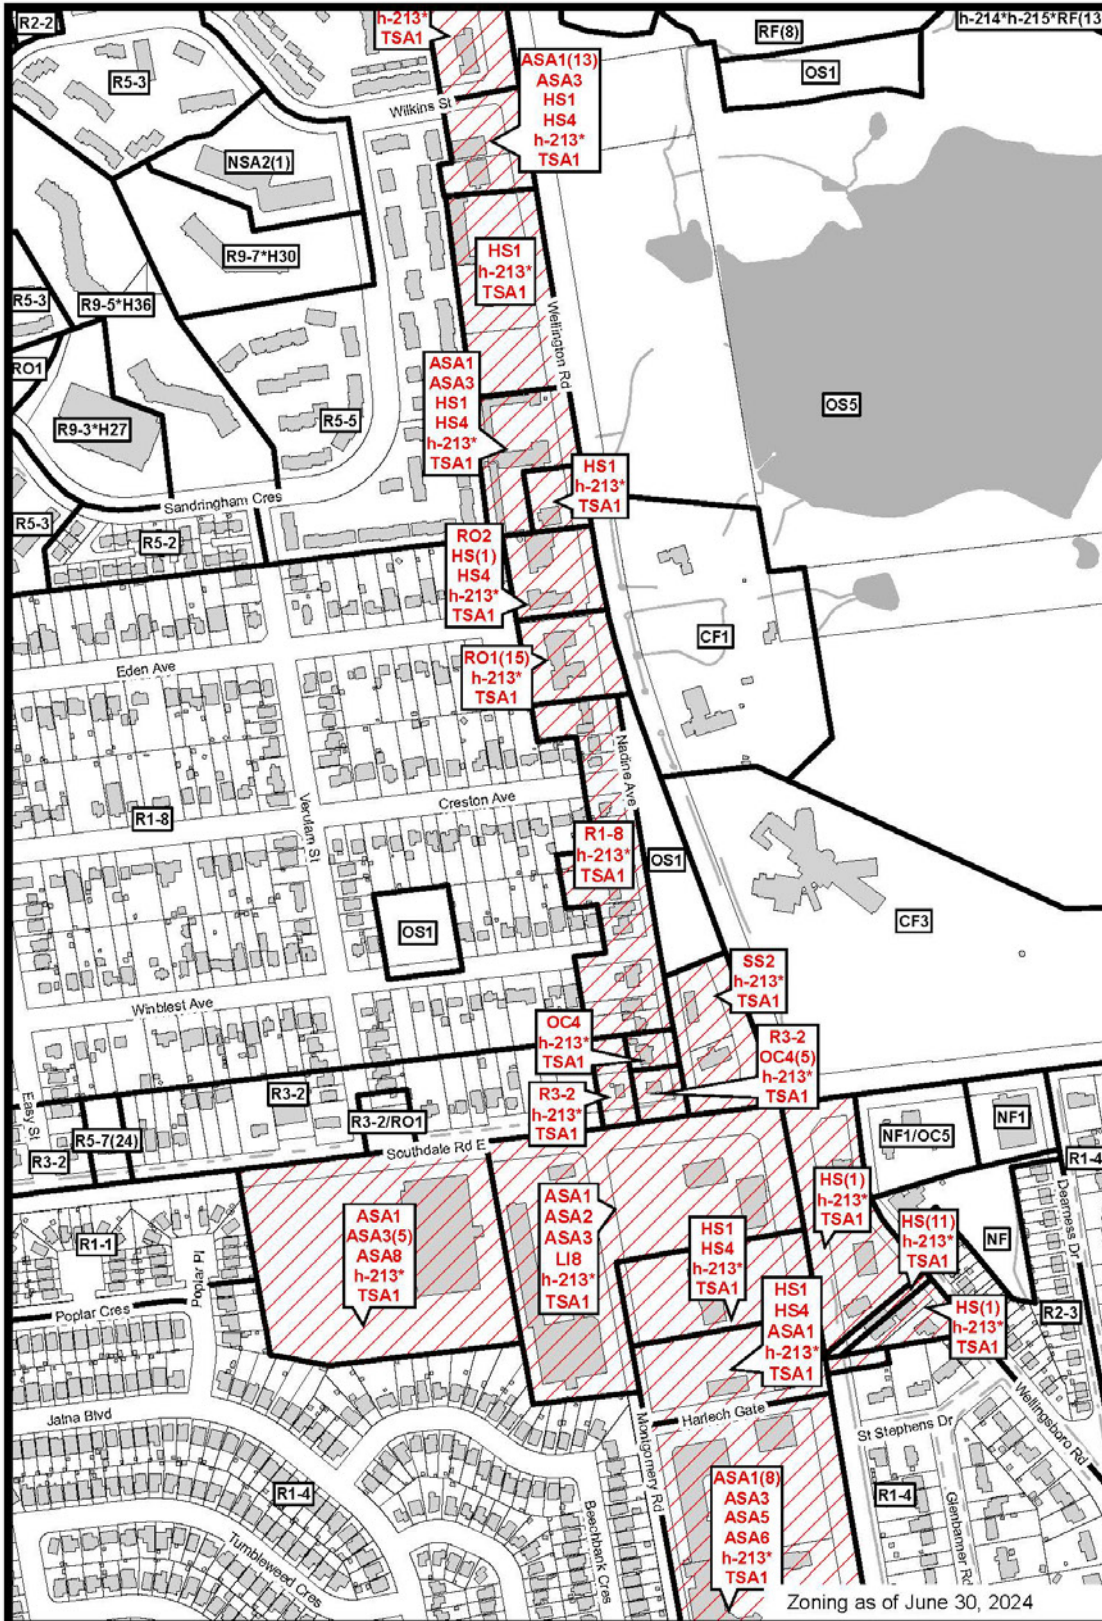 R2-2
h-213*
TSA1
RF(8)
h-214*h-215*RF(13
OS1
R5-3
Wilkins St
ASA1(13)
ASA3
HS1
HS4
h-213*
TSA1
NSA2(1)
R9-7*H30
HS1
h-213*
TSA1
R5-3
R9-5*H36
Wellington Rd
RO1
ASA1
ASA3
HS1
HS4
h-213*
TSA1
OS5
R9-3*H27
R5-5
HS1
h-213*
TSA1
Sandringham Cres
R5-3
R5-2
RO2
HS(1)
HS4
h-213*
TSA1
CF1
Eden Ave
RO1(15)
h-213*
TSA1
Nadine Ave
Verulam St
Creston Ave
R1-8
R1-8
h-213*
TSA1
OS1
OS1
CF3
SS2
h-213*
TSA1
Winblest Ave
OC4
h-213*
TSA1
R3-2
OC4(5)
h-213*
TSA1
Easy St
R3-2
R3-2
h-213*
TSA1
R3-2/RO1
R5-7(24)
R3-2
Southdale Rd E
NF1/OC5
NF1
R1-4
Dearness Dr
HS(1)
h-213*
TSA1
ASA1
ASA2
ASA3
LI8
h-213*
TSA1
ASA1
ASA3(5)
ASA8
h-213*
TSA1
HS1
HS4
h-213*
TSA1
HS(11)
h-213*
TSA1
NF
R1-1
Poplar Pl
Poplar Cres
HS1
HS4
ASA1
h-213*
TSA1
HS(1)
h-213*
TSA1
R2-3
Jalna Blvd
Harlech Gate
St Stephens Dr
Wellingsboro Rd
Montgomery Rd
R1-4
ASA1(8)
ASA3
ASA5
ASA6
h-213*
TSA1
R1-4
Glenbanner Rd
Beechbank Cres
Tumbleweed Cres
Zoning as of June 30, 2024